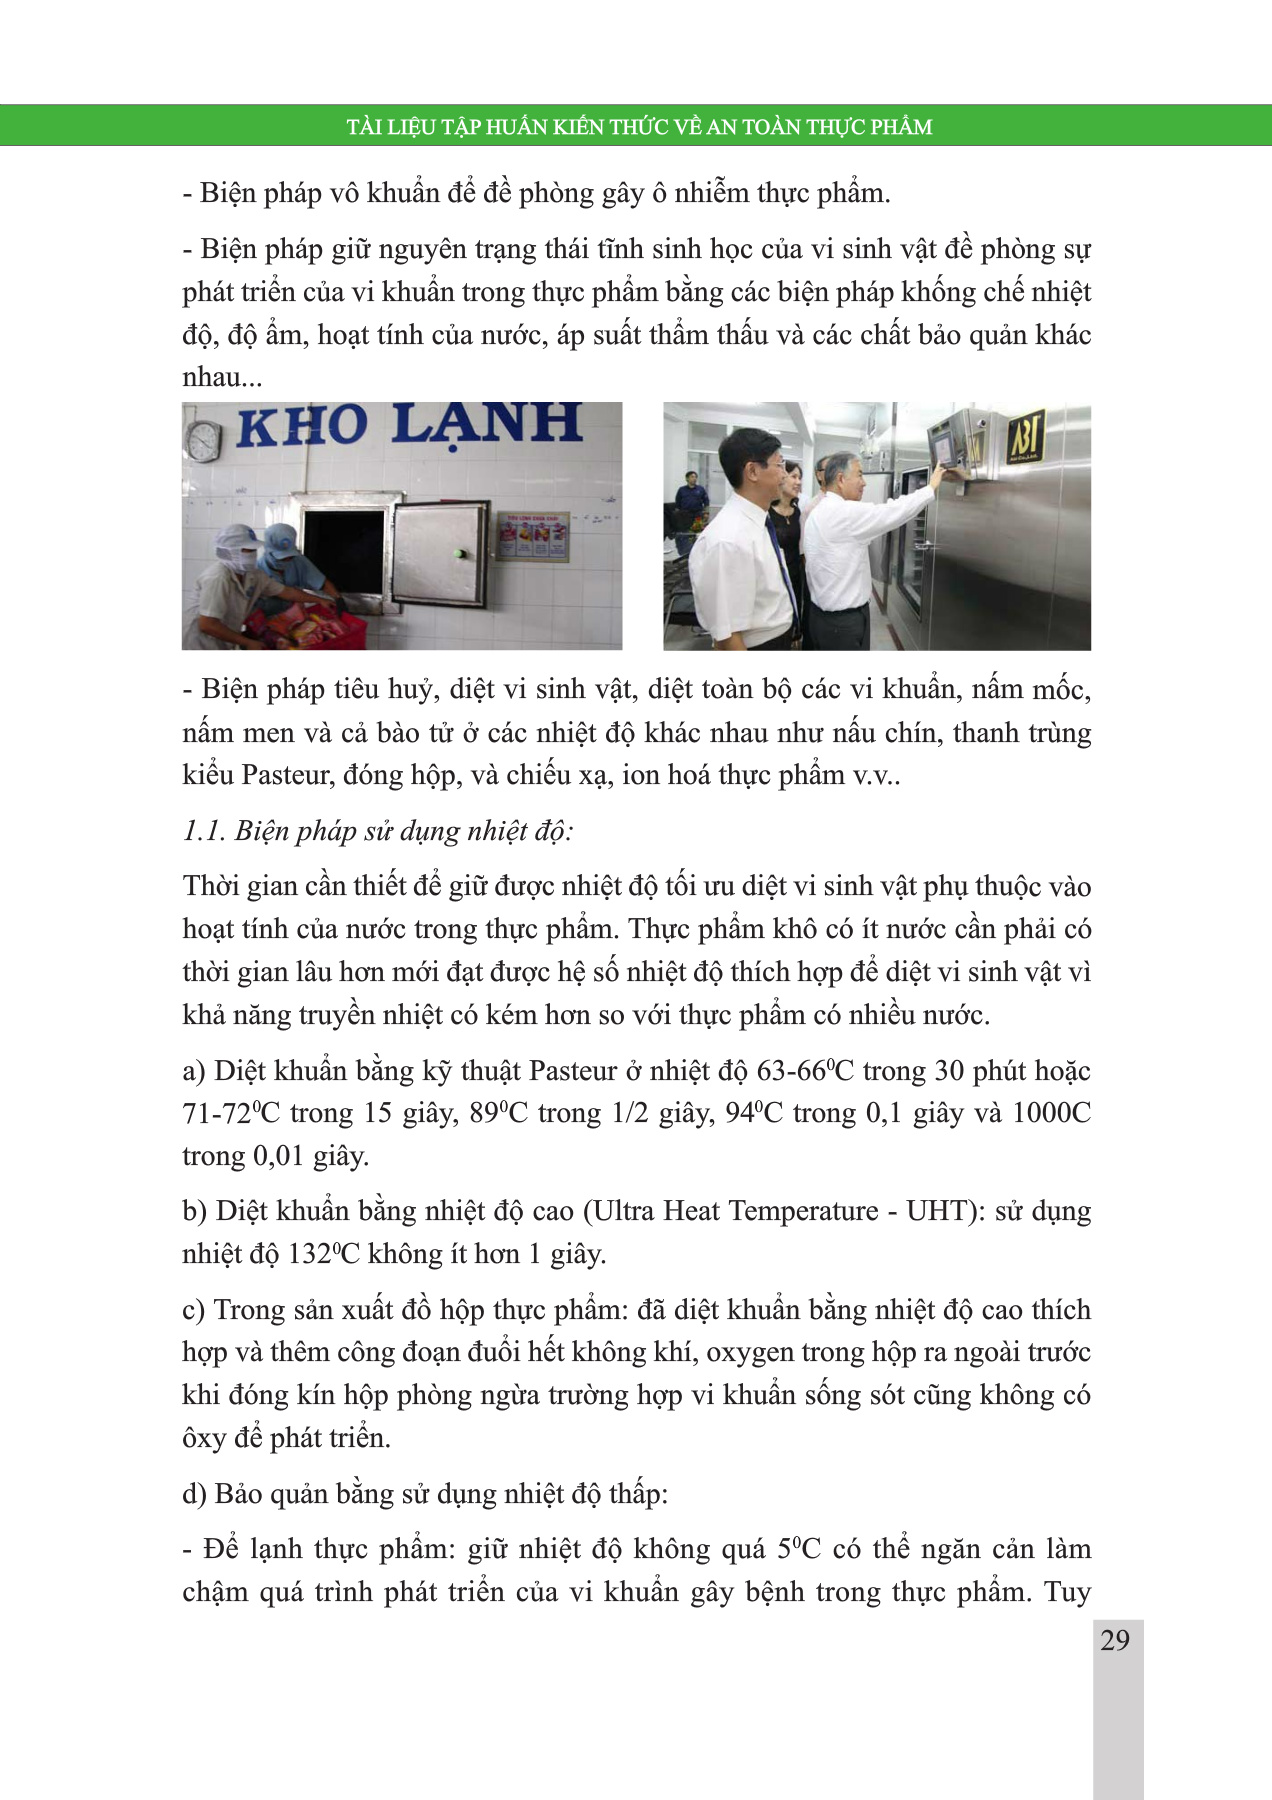 TÀI LIỆU TẬP HUẤN KIẾN THỨC VỀ AN TOÀN THỰC PHẨM
- Biện pháp vô khuẩn để đề phòng gây ô nhiễm thực phẩm.
- Biện pháp giữ nguyên trạng thái tĩnh sinh học của vi sinh vật đề phòng sự
phát triển của vi khuẩn trong thực phẩm bằng các biện pháp khống chế nhiệt
độ, độ ẩm, hoạt tính của nước, áp suất thẩm thấu và các chất bảo quản khác
nhau...
KHO LẠNH
ABI
- Biện pháp tiêu huỷ, diệt vi sinh vật, diệt toàn bộ các vi khuẩn, nấm mốc,
nấm men và cả bào tử ở các nhiệt độ khác nhau như nấu chín, thanh trùng
kiểu Pasteur, đóng hộp, và chiếu xạ, ion hoá thực phẩm v.v..
1.1. Biện pháp sử dụng nhiệt độ:
Thời gian cần thiết để giữ được nhiệt độ tối ưu diệt vi sinh vật phụ thuộc vào
hoạt tính của nước trong thực phẩm. Thực phẩm khô có ít nước cần phải có
thời gian lâu hơn mới đạt được hệ số nhiệt độ thích hợp để diệt vi sinh vật vì
khả năng truyền nhiệt có kém hơn so với thực phẩm có nhiều nước.
a) Diệt khuẩn bằng kỹ thuật Pasteur ở nhiệt độ 63-66⁰C trong 30 phút hoặc
71-72⁰C trong 15 giây, 89⁰C trong 1/2 giây, 94⁰C trong 0,1 giây và 1000C
trong 0,01 giây.
b) Diệt khuẩn bằng nhiệt độ cao (Ultra Heat Temperature - UHT): sử dụng
nhiệt độ 132⁰C không ít hơn 1 giây.
c) Trong sản xuất đồ hộp thực phẩm: đã diệt khuẩn bằng nhiệt độ cao thích
hợp và thêm công đoạn đuổi hết không khí, oxygen trong hộp ra ngoài trước
khi đóng kín hộp phòng ngừa trường hợp vi khuẩn sống sót cũng không có
ôxy để phát triển.
d) Bảo quản bằng sử dụng nhiệt độ thấp:
- Để lạnh thực phẩm: giữ nhiệt độ không quá 5⁰C có thể ngăn cản làm
chậm quá trình phát triển của vi khuẩn gây bệnh trong thực phẩm. Tuy
29